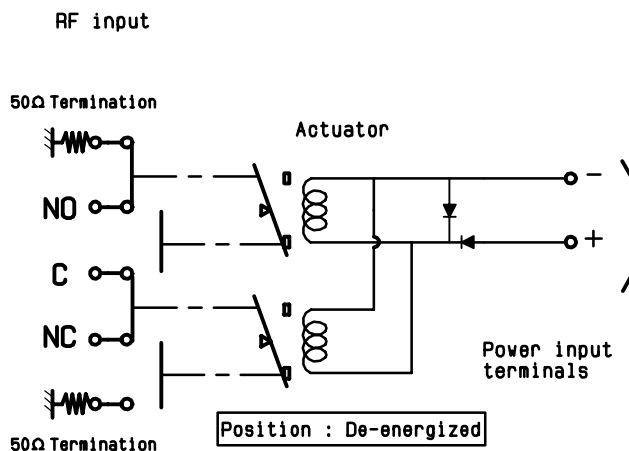 RF input
50Ω Termination
Actuator
NO
C
NC
50Ω Termination
-
+
Power input
terminals
Position : De-energized